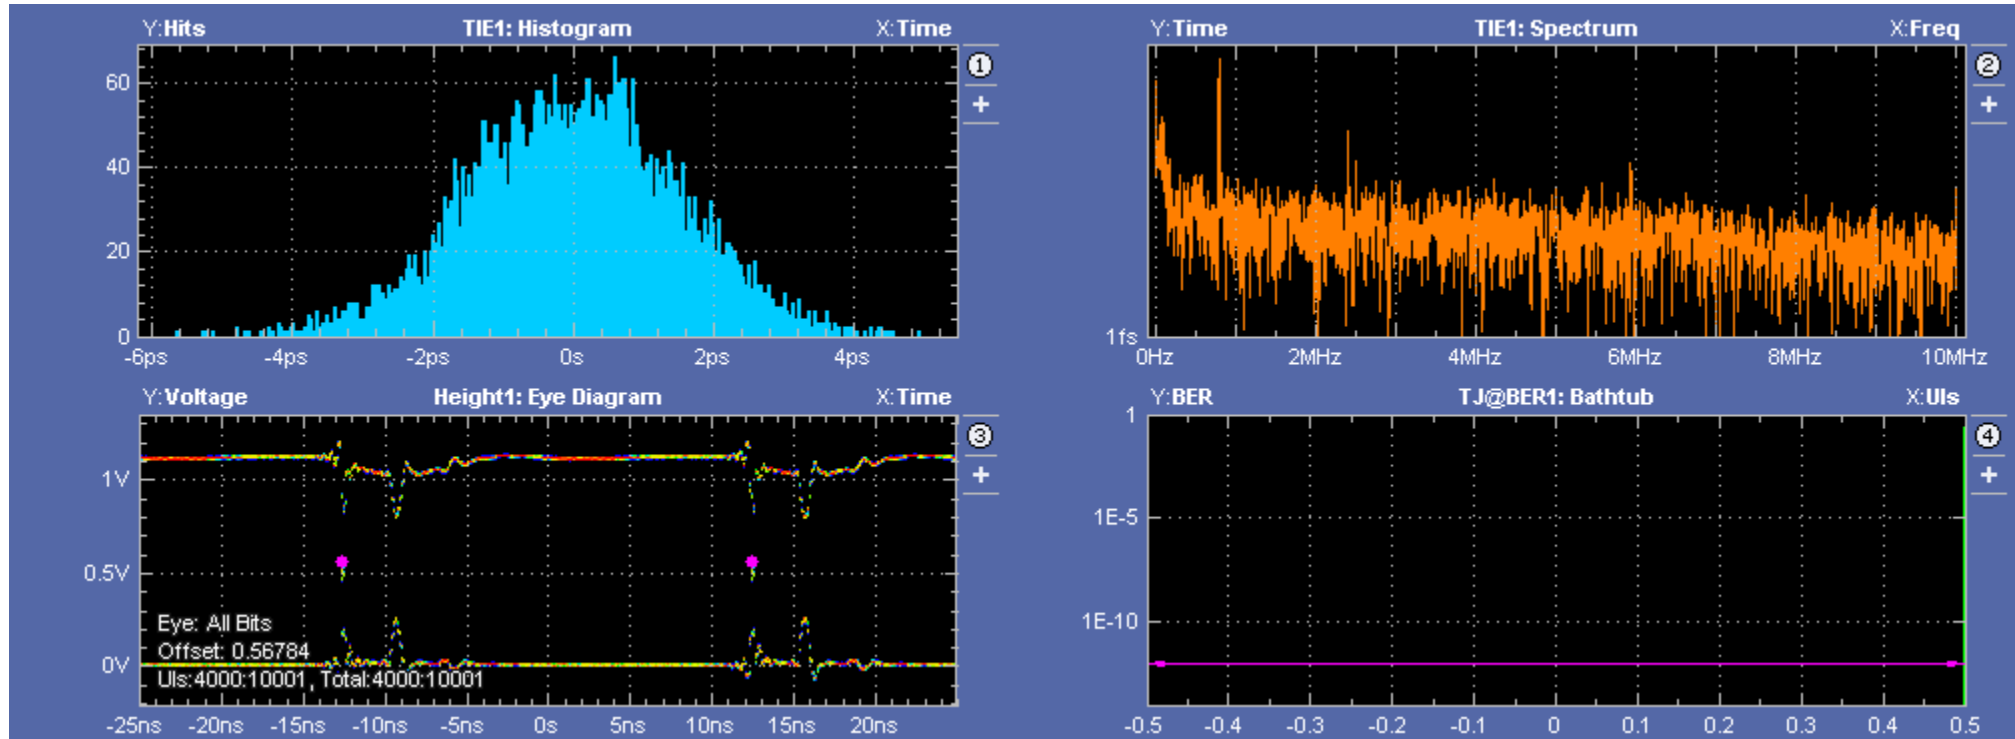 Y:Hits TIE1: Histogram X:Time
1
+
60
40
20
0
-6ps -4ps -2ps 0s 2ps 4ps
Y:Time TIE1: Spectrum X:Freq
2
+
1fs
0Hz 2MHz 4MHz 6MHz 8MHz 10MHz
Y:Voltage Height1: Eye Diagram X:Time
3
+
1V
0.5V
0V
Eye: All Bits
Offset: 0.56784
UIs:4000:10001, Total:4000:10001
-25ns -20ns -15ns -10ns -5ns 0s 5ns 10ns 15ns 20ns
Y:BER TJ@BER1: Bathtub X:UIs
4
+
1
1E-5
1E-10
-0.5 -0.4 -0.3 -0.2 -0.1 0 0.1 0.2 0.3 0.4 0.5